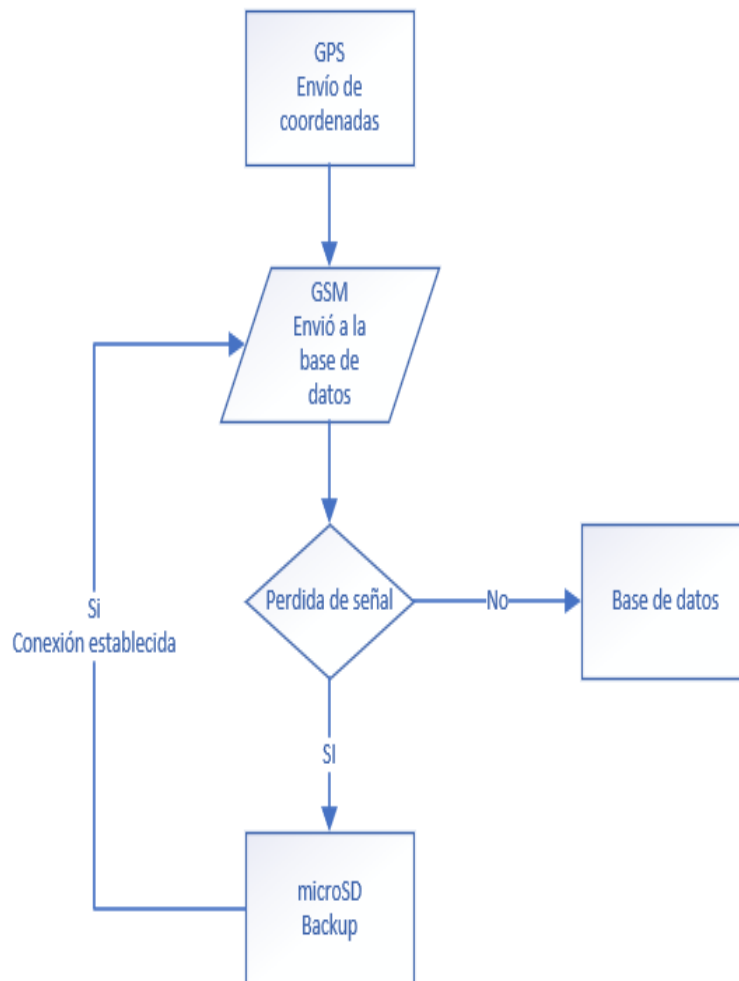 GPS
Envío de
coordenadas
GSM
Envió a la
base de
datos
Perdida de señal
No
Base de datos
Si
Conexión establecida
SI
microSD
Backup